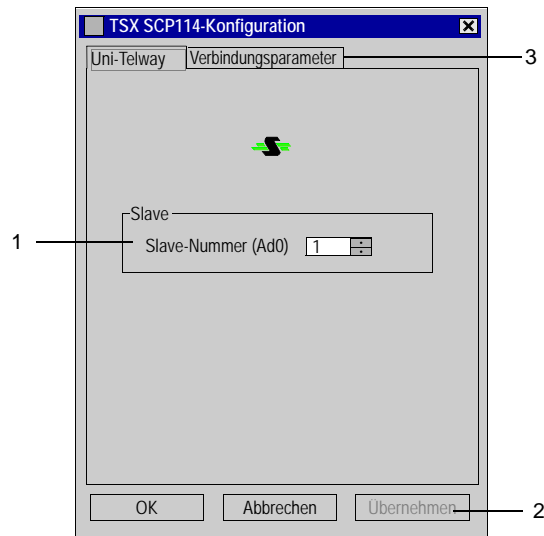 TSX SCP114-Konfiguration
Uni-Telway Verbindungsparameter
3
Slave
1
Slave-Nummer (Ad0) 1
OK Abbrechen Übernehmen
2